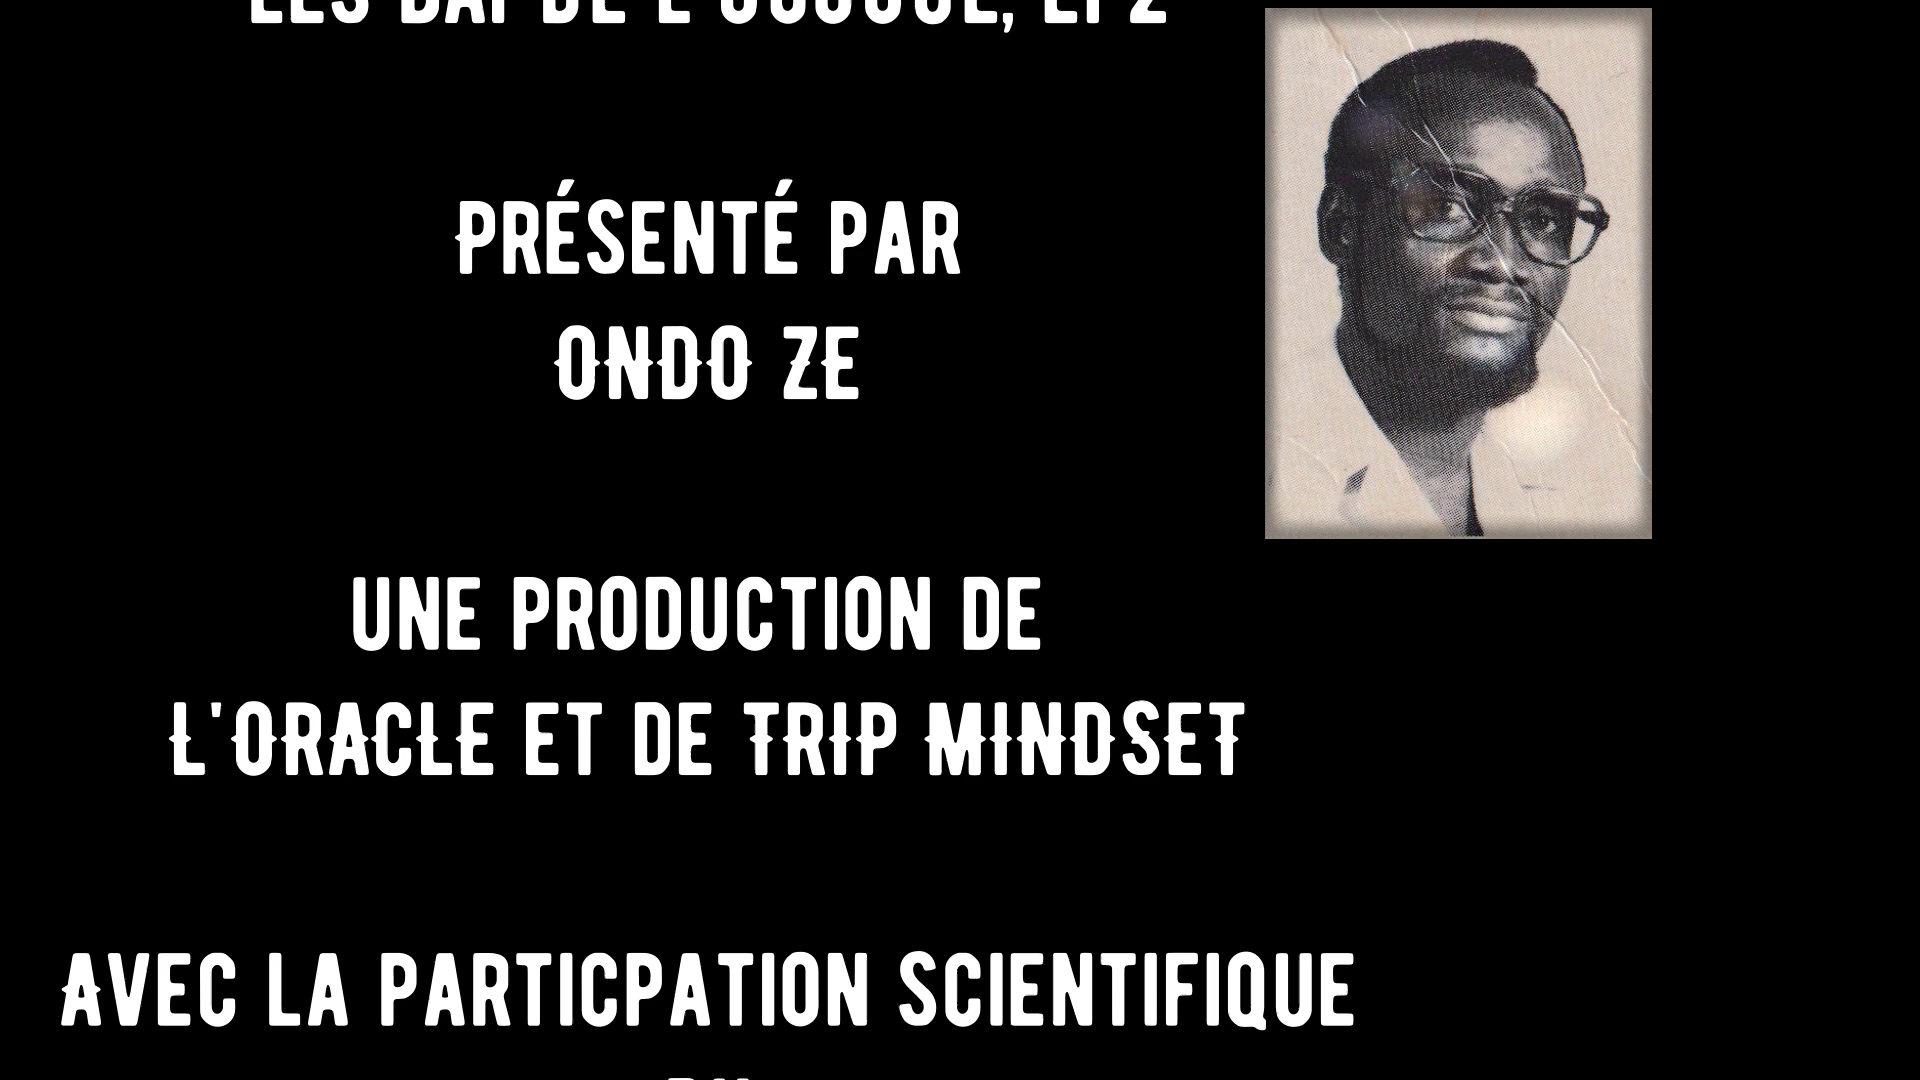 PRÉSENTÉ PAR
ONDO ZE
UNE PRODUCTION DE
L'ORACLE ET DE TRIP MINDSET
AVEC LA PARTICPATION SCIENTIFIQUE